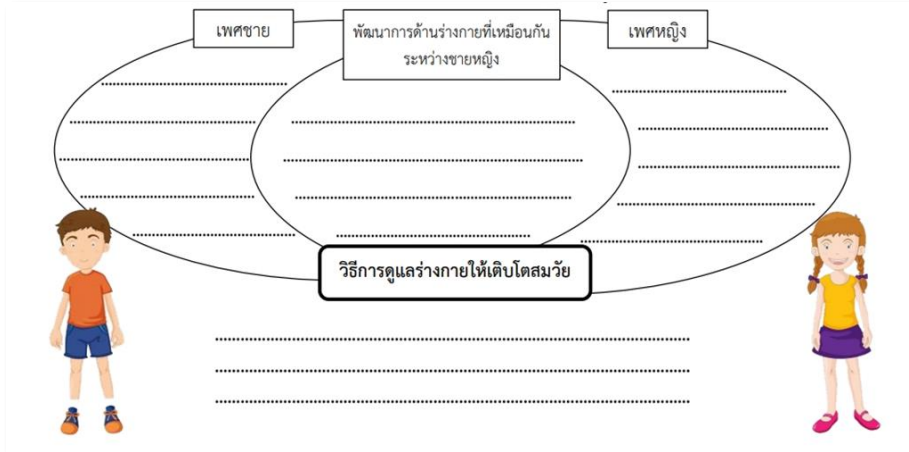 เพศชาย
พัฒนาการด้านร่างกายที่เหมือนกัน
ระหว่างชายหญิง
เพศหญิง
วิธีการดูแลร่างกายให้เติบโตสมวัย